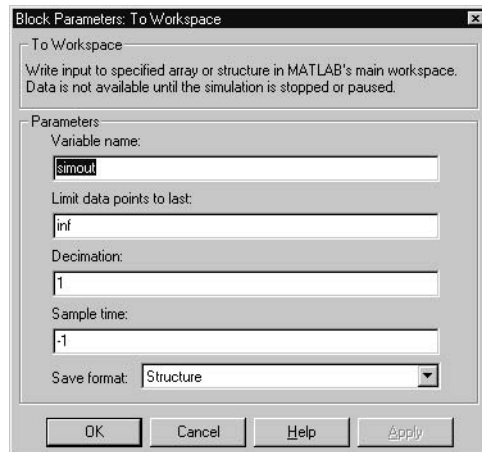 Block Parameters: To Workspace
To Workspace
Write input to specified array or structure in MATLAB's main workspace.
Data is not available until the simulation is stopped or paused.
Parameters
Variable name:
simout
Limit data points to last:
inf
Decimation:
1
Sample time:
-1
Save format: Structure
OK Cancel Help Apply